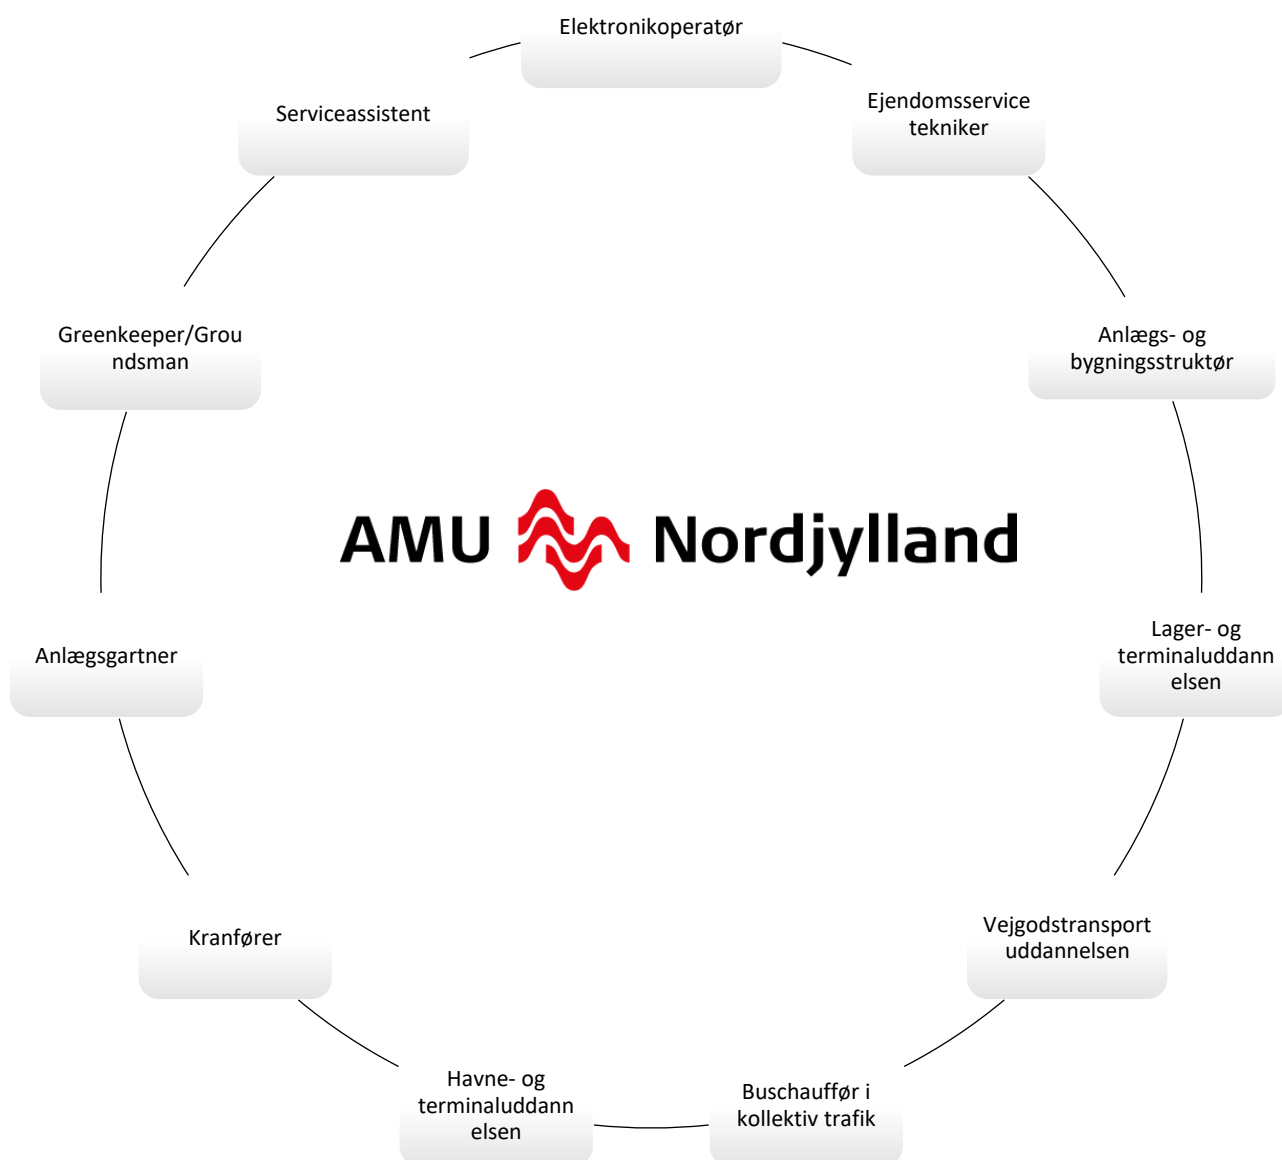 Elektronikoperatør
Ejendomsservice
tekniker
Serviceassistent
Anlægs- og
bygningsstruktør
Greenkeeper/Grou
ndsman
AMU Nordjylland
Lager- og
terminaluddann
elsen
Anlægsgartner
Vejgodstransport
uddannelsen
Kranfører
Buschauffør i
kollektiv trafik
Havne- og
terminaluddann
elsen